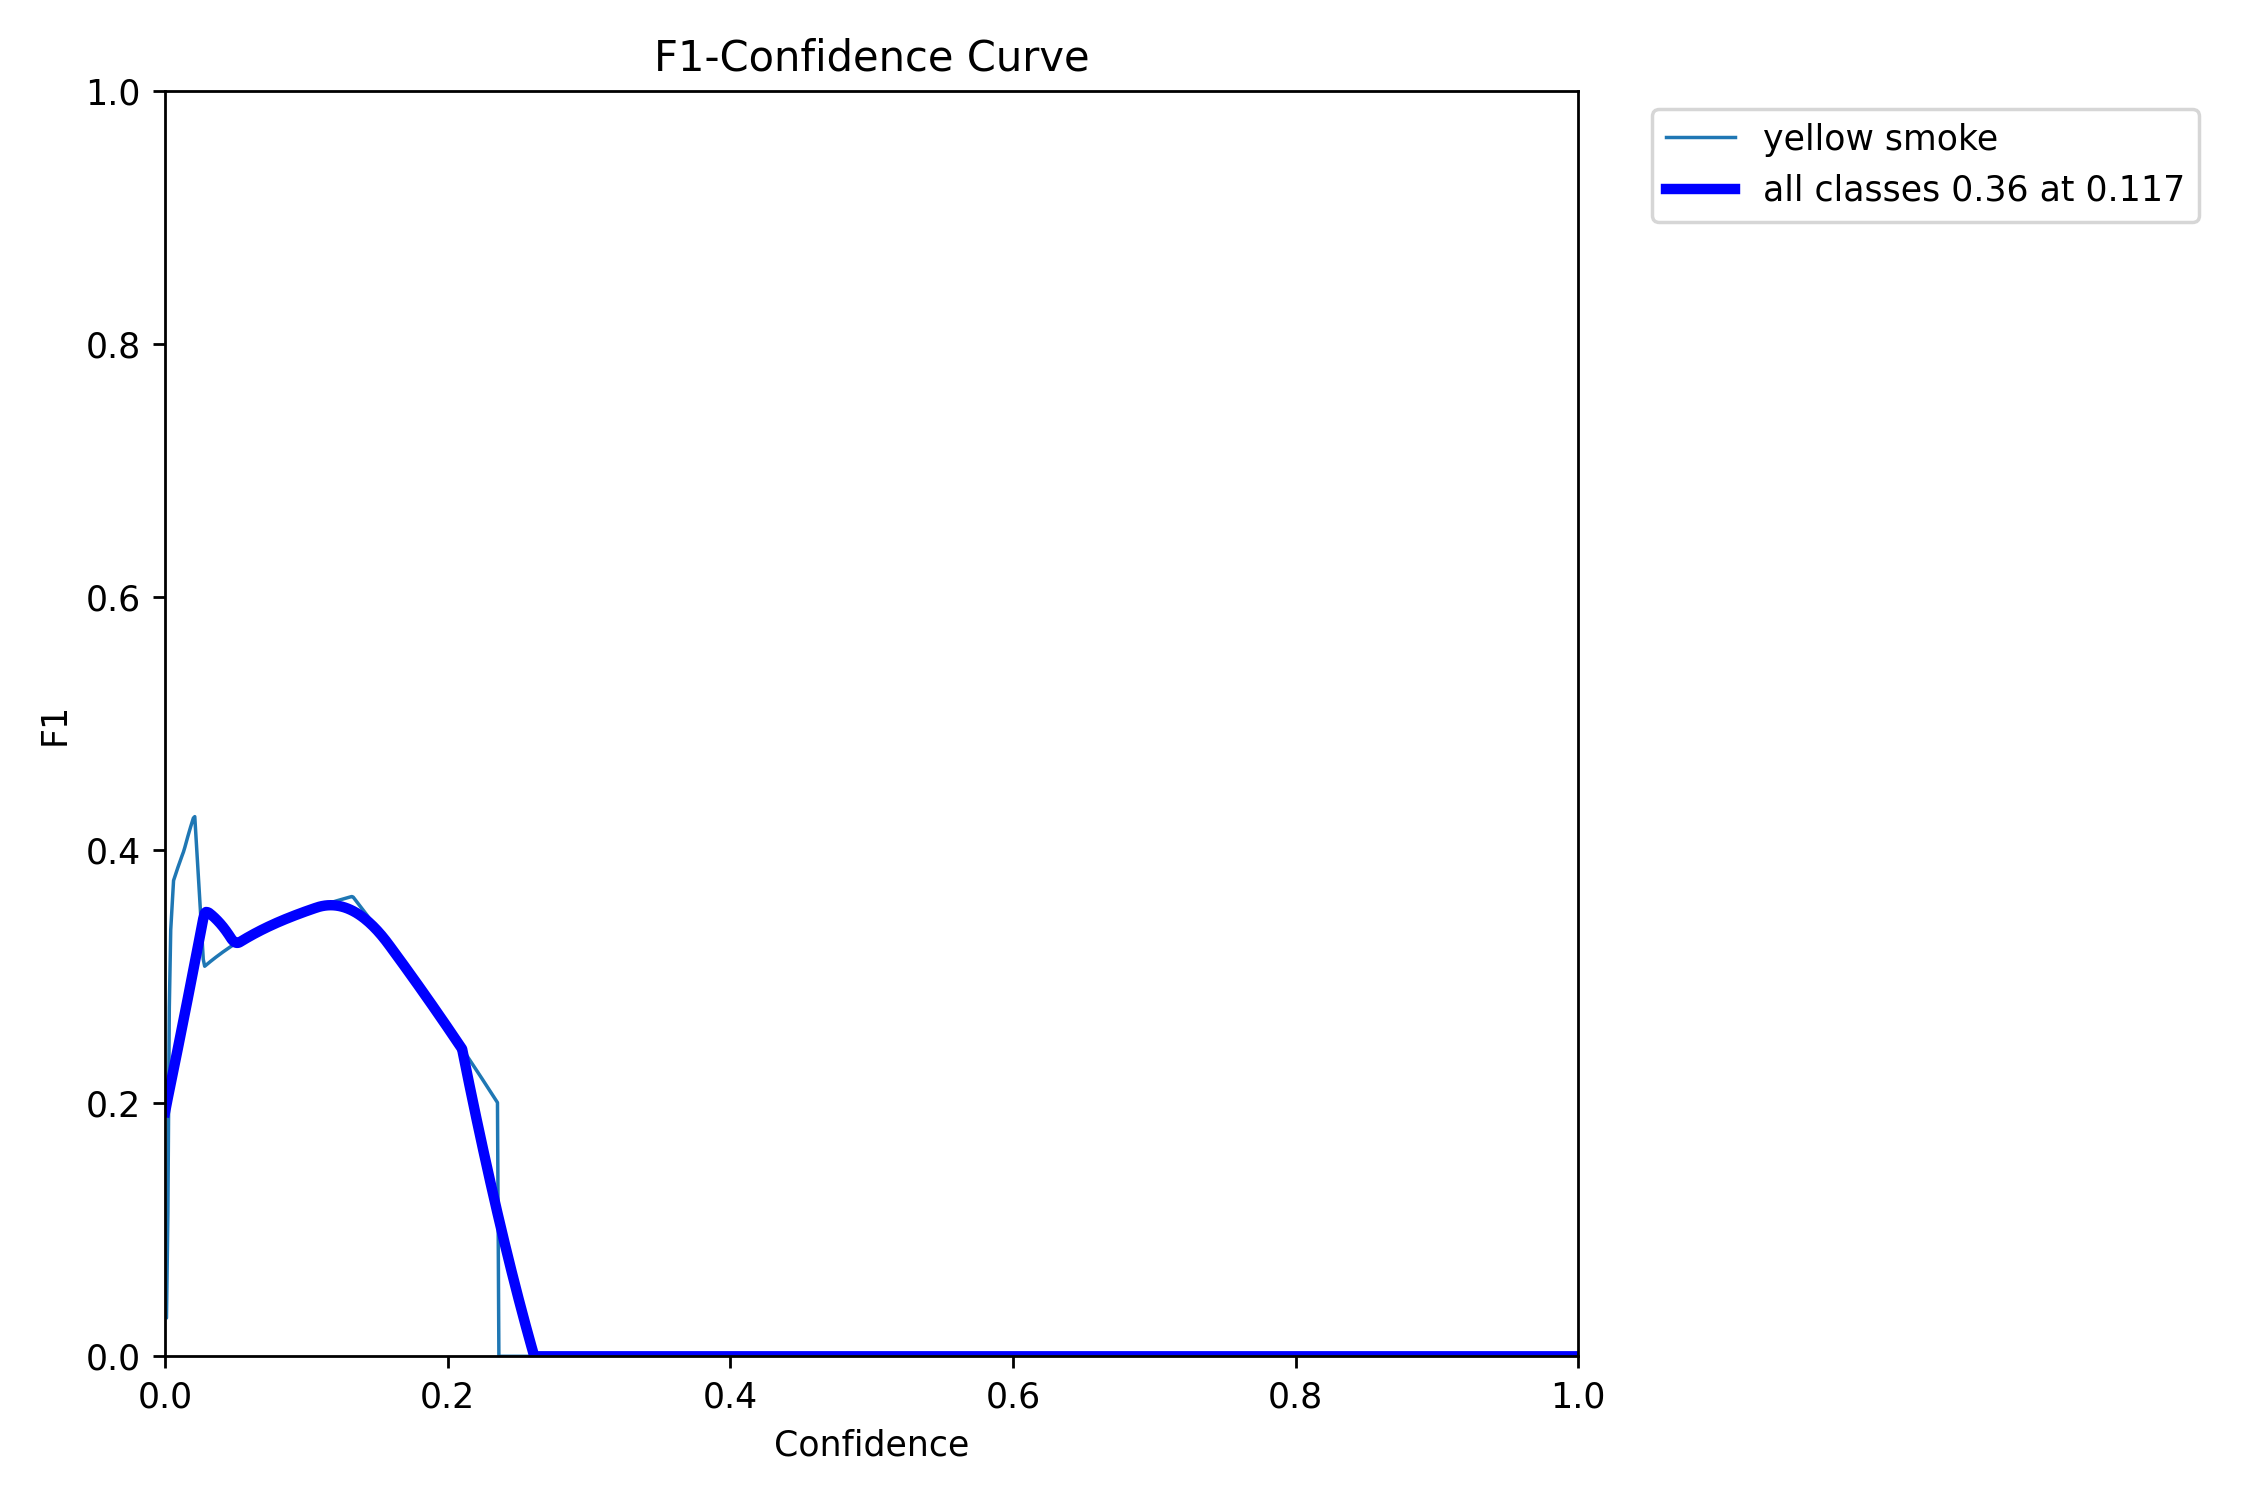 F1-Confidence Curve
yellow smoke
all classes 0.36 at 0.117
F1
1.0
0.8
0.6
0.4
0.2
0.0
0.0 0.2 0.4 0.6 0.8 1.0
Confidence